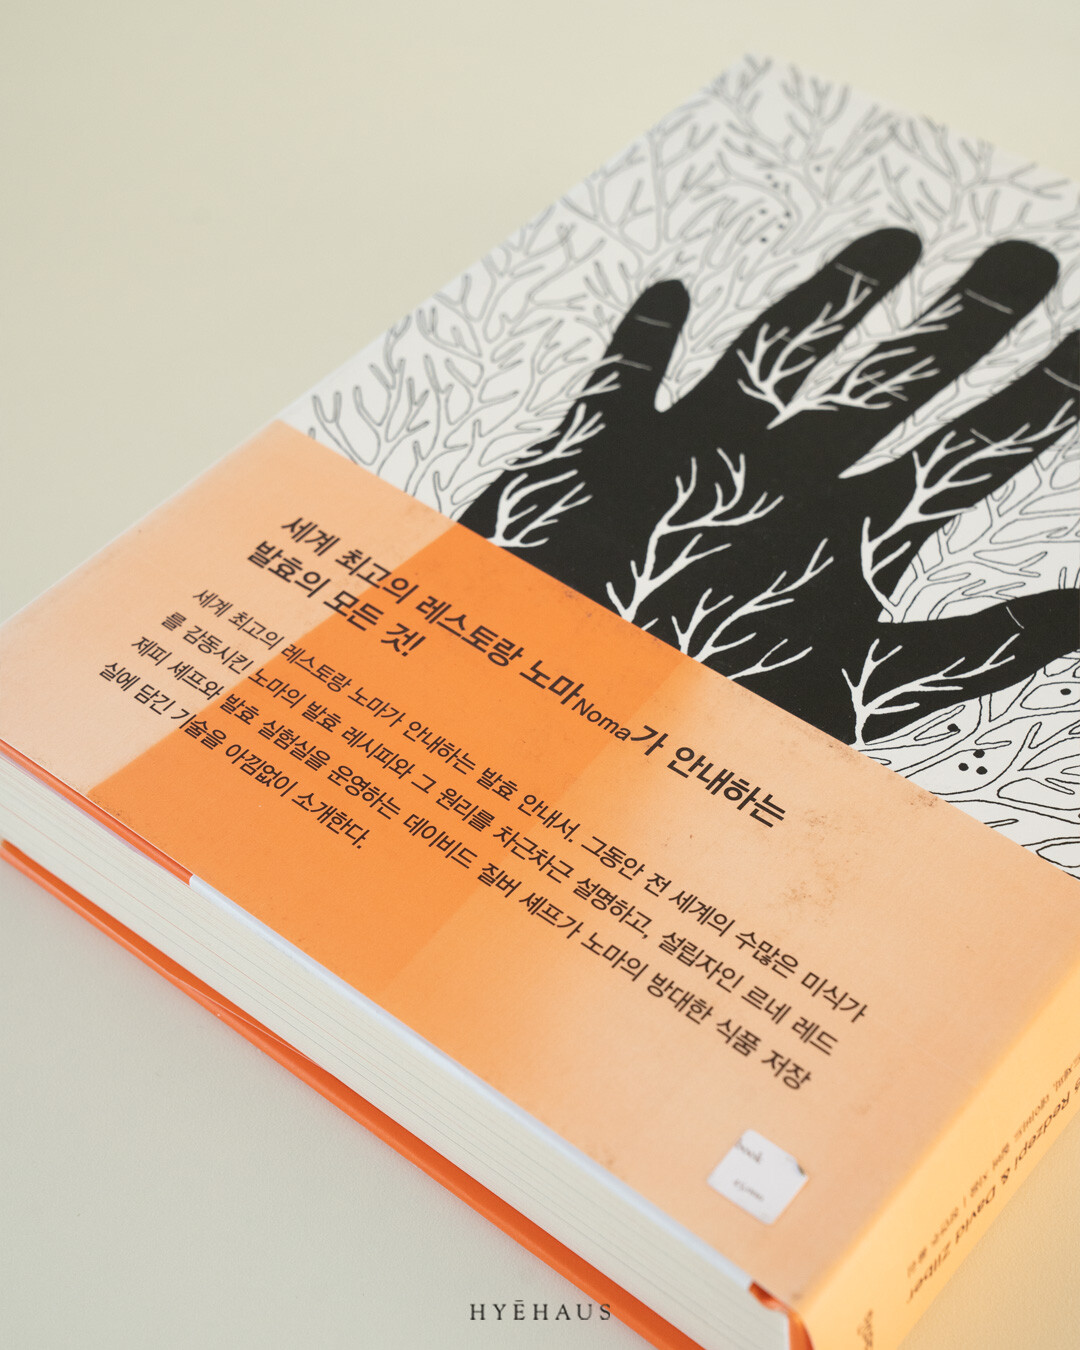 세계 최고의 레스토랑 노마Noma가 안내하는
발효의 모든 것!
세계 최고의 레스토랑 노마가 안내하는 발효 안내서. 그동안 전 세계의 수많은 미식가
를 감동시킨 노마의 발효 레시피와 그 원리를 차근차근 설명하고, 설립자인 르네 레드
제피 셰프와 발효 실험실을 운영하는 데이비드 질버 셰프가 노마의 방대한 식품 저장
실에 담긴 기술을 아낌없이 소개한다.
book
Redzepi & David Zilber
HYĒHAUS